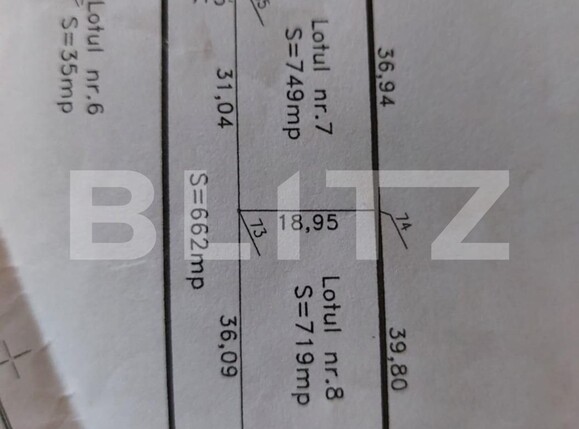 Lotul nr.6
S=35mp
Lotul nr.7
S=749mp
36,94
31,04
S=662mp
BLITZ
13
18,95
14
Lotul nr.8
S=719mp
36,09
39,80